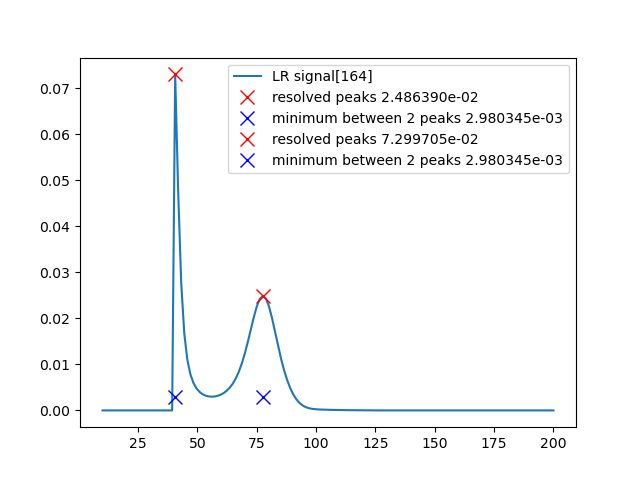 LR signal[164]
resolved peaks 2.486390e-02
minimum between 2 peaks 2.980345e-03
resolved peaks 7.299705e-02
minimum between 2 peaks 2.980345e-03
0.07
0.06
0.05
0.04
0.03
0.02
0.01
0.00
25 50 75 100 125 150 175 200